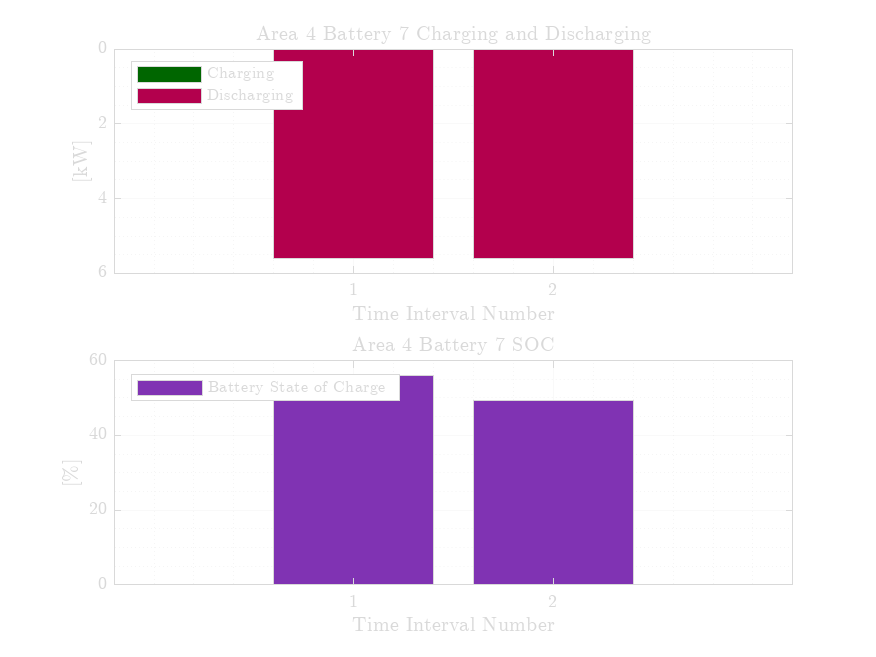 Area 4 Battery 7 Charging and Discharging
0
2
4
6
[kW]
Charging
Discharging
1
2
Time Interval Number
Area 4 Battery 7 SOC
60
40
20
0
[%]
Battery State of Charge
1
2
Time Interval Number